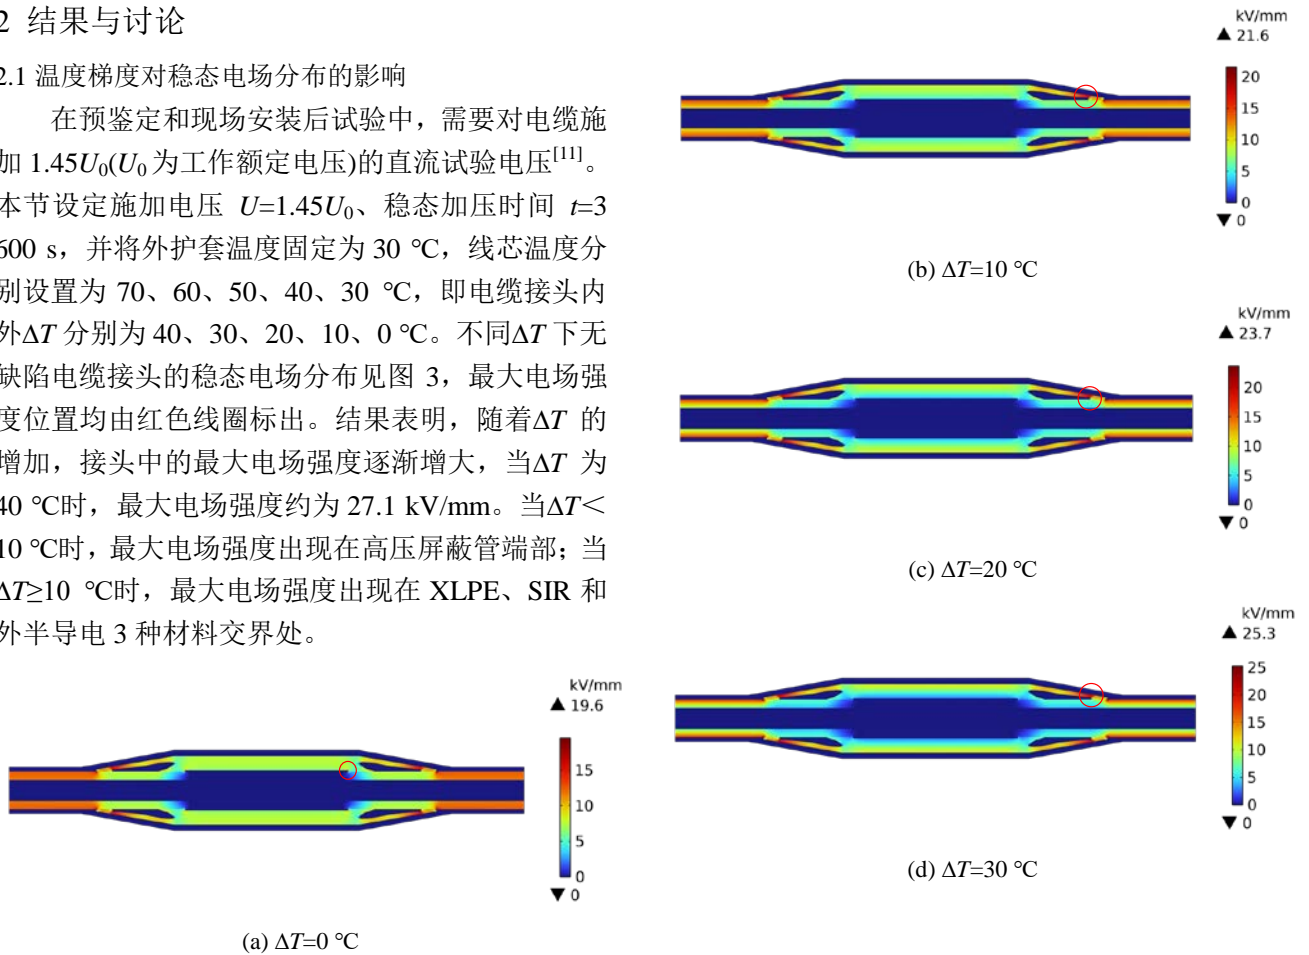 2 结果与讨论
2.1 温度梯度对稳态电场分布的影响
在预鉴定和现场安装后试验中，需要对电缆施
加 1.45U0(U0 为工作额定电压)的直流试验电压[11]。
本节设定施加电压 U=1.45U0、稳态加压时间 t=3
600 s，并将外护套温度固定为 30 ℃，线芯温度分
别设置为 70、60、50、40、30 ℃，即电缆接头内
外ΔT 分别为 40、30、20、10、0 ℃。不同ΔT 下无
缺陷电缆接头的稳态电场分布见图 3，最大电场强
度位置均由红色线圈标出。结果表明，随着ΔT 的
增加，接头中的最大电场强度逐渐增大，当ΔT 为
40 ℃时，最大电场强度约为 27.1 kV/mm。当ΔT＜
10 ℃时，最大电场强度出现在高压屏蔽管端部；当
ΔT≥10 ℃时，最大电场强度出现在 XLPE、SIR 和
外半导电 3 种材料交界处。
kV/mm
▲ 19.6
15
10
5
0
▼ 0
(a) ΔT=0 ℃
kV/mm
▲ 21.6
20
15
10
5
0
▼ 0
(b) ΔT=10 ℃
kV/mm
▲ 23.7
20
15
10
5
0
▼ 0
(c) ΔT=20 ℃
kV/mm
▲ 25.3
25
20
15
10
5
0
▼ 0
(d) ΔT=30 ℃